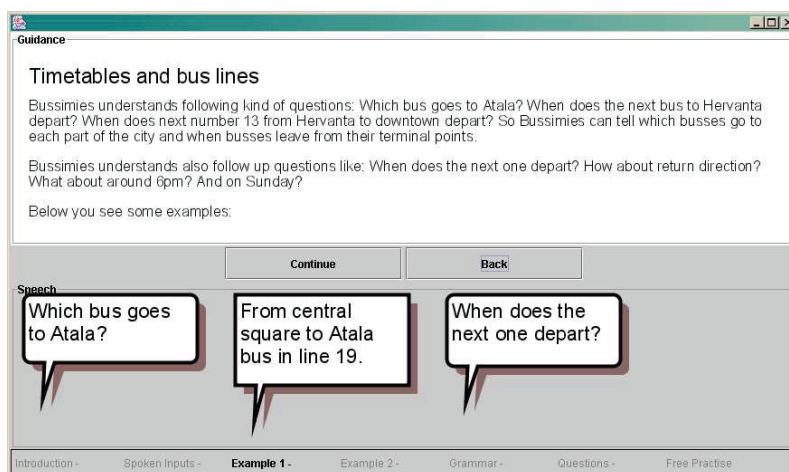 Guidance
Timetables and bus lines
Bussimies understands following kind of questions: Which bus goes to Atala? When does the next bus to Hervanta
depart? When does next number 13 from Hervanta to downtown depart? So Bussimies can tell which busses go to
each part of the city and when busses leave from their terminal points.
Bussimies understands also follow up questions like: When does the next one depart? How about return direction?
What about around 6pm? And on Sunday?
Below you see some examples:
Continue Back
Speech
Which bus goes
to Atala?
From central
square to Atala
bus in line 19.
When does the
next one depart?
Introduction - Spoken Inputs - Example 1 - Example 2 - Grammar - Questions - Free Practise